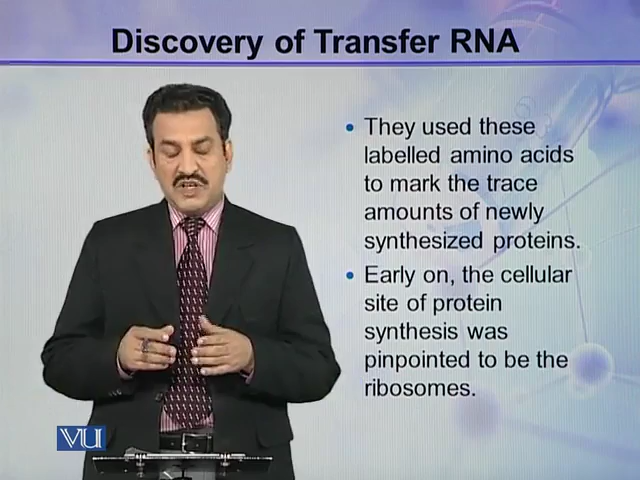 Discovery of Transfer RNA
They used these
labelled amino acids
to mark the trace
amounts of newly
synthesized proteins.
Early on, the cellular
site of protein
synthesis was
pinpointed to be the
ribosomes.
VU